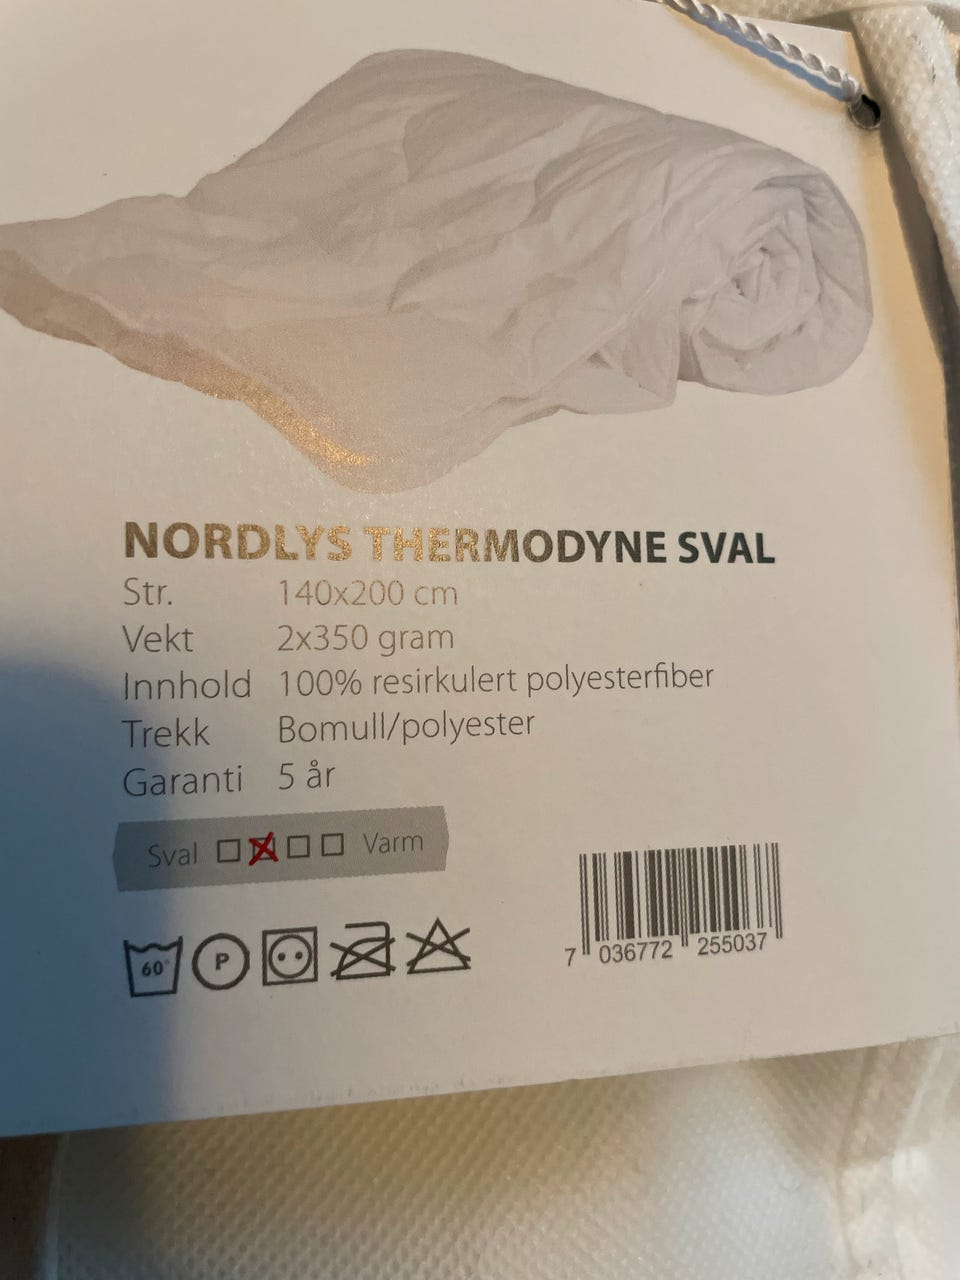 NORDLYS THERMODYNE SVAL
Str. 140x200 cm
Vekt 2x350 gram
Innhold 100% resirkulert polyesterfiber
Trekk Bomull/polyester
Garanti 5 år
Sval Varm
60° P
7 036772 255037